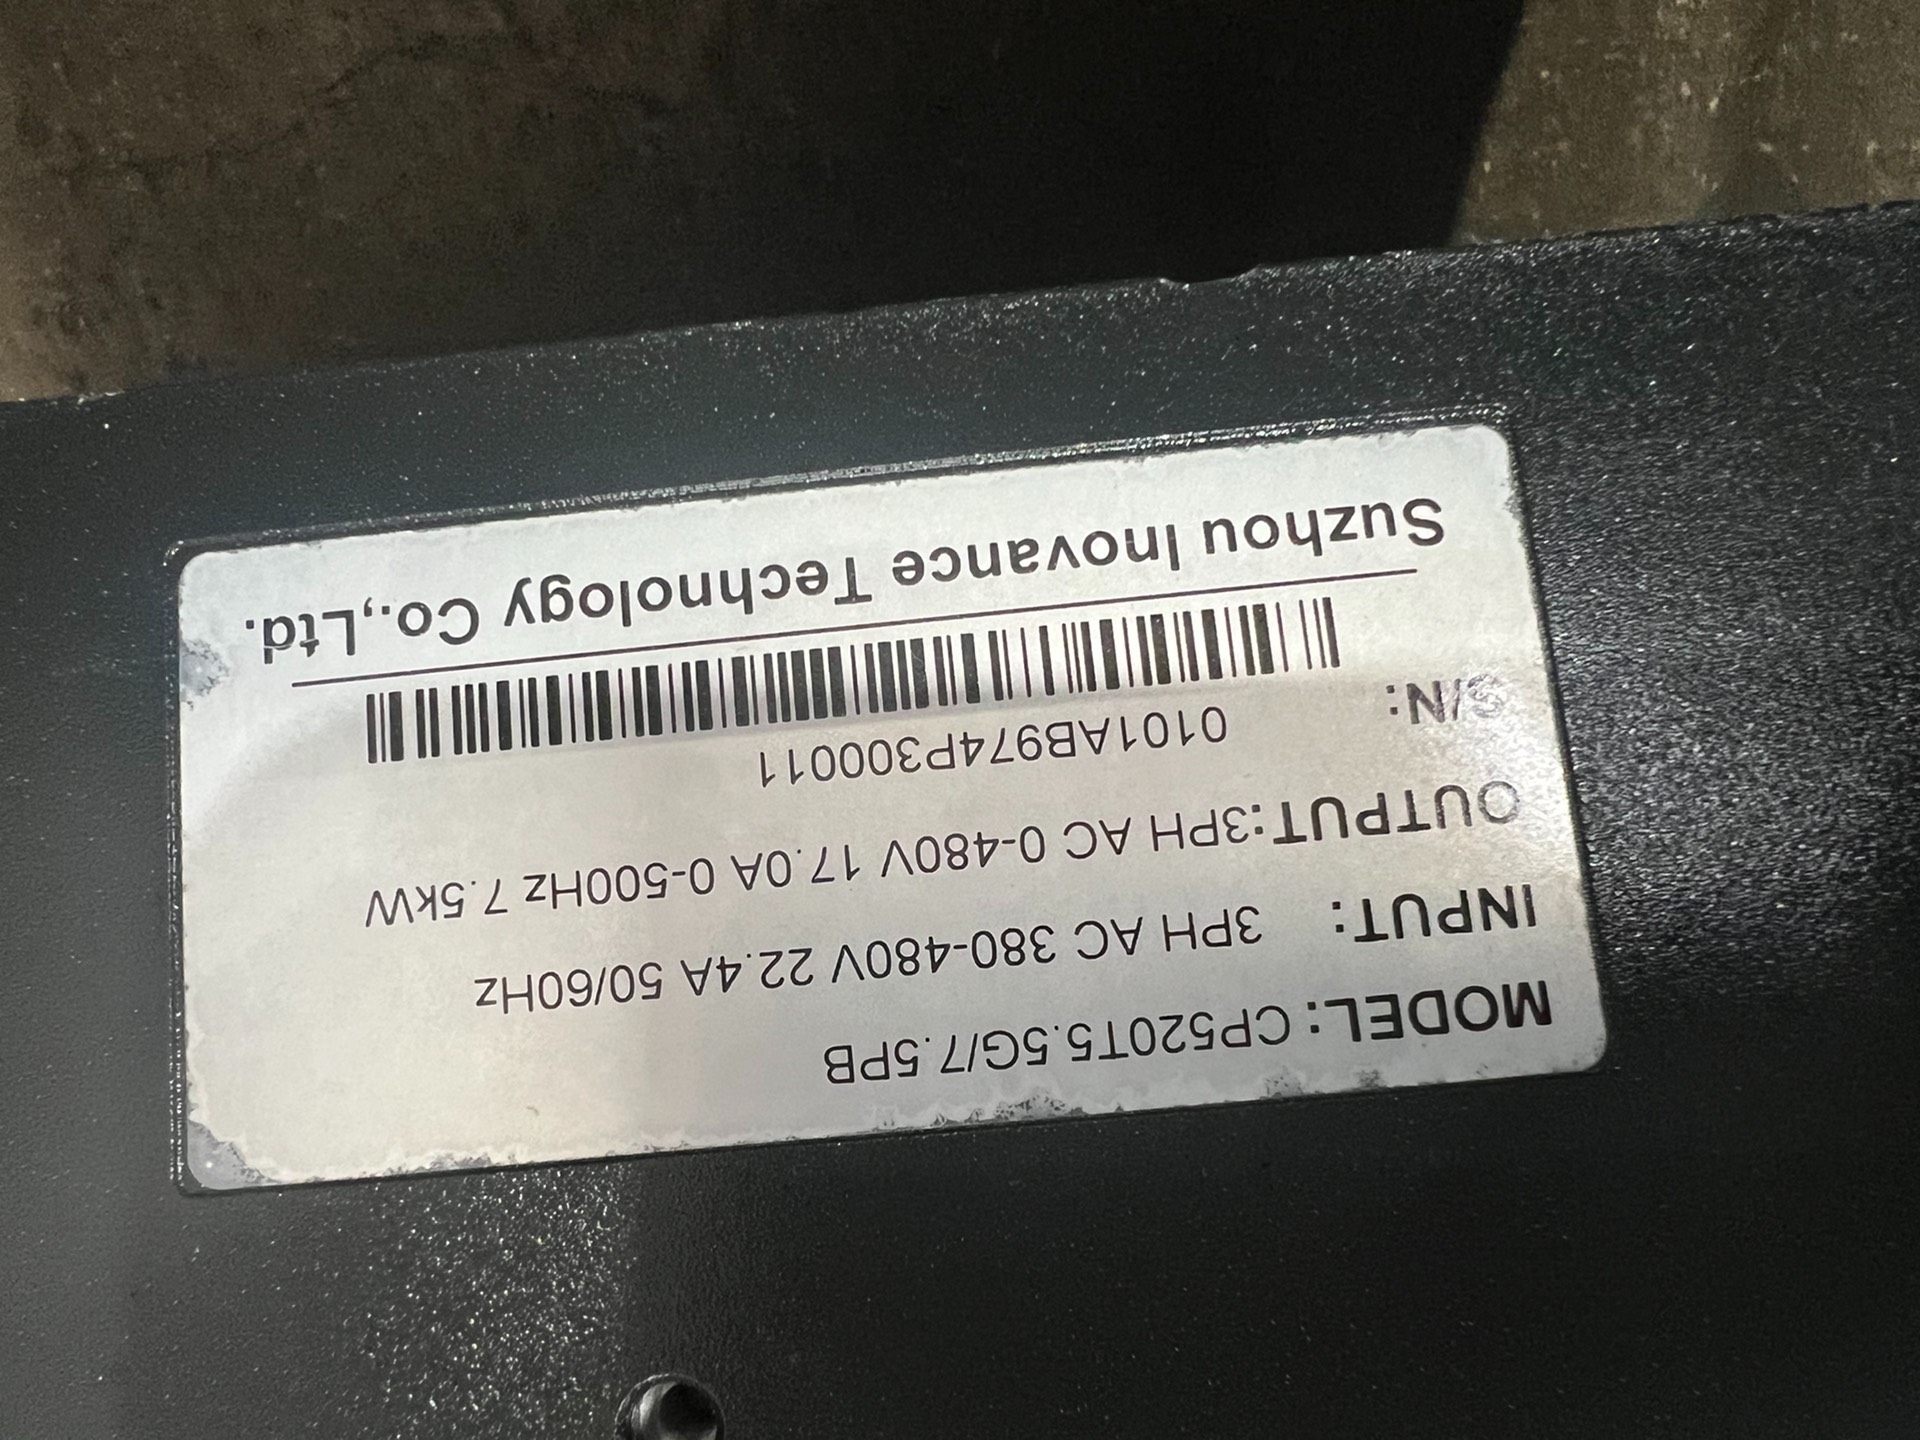 MODEL: CP520T5.5G/7.5PB
INPUT: 3PH AC 380-480V 22.4A 50/60Hz
OUTPUT:3PH AC 0-480V 17.0A 0-500Hz 7.5kW
0101AB974P300011
S/N:
Suzhou Inovance Technology Co.,Ltd.